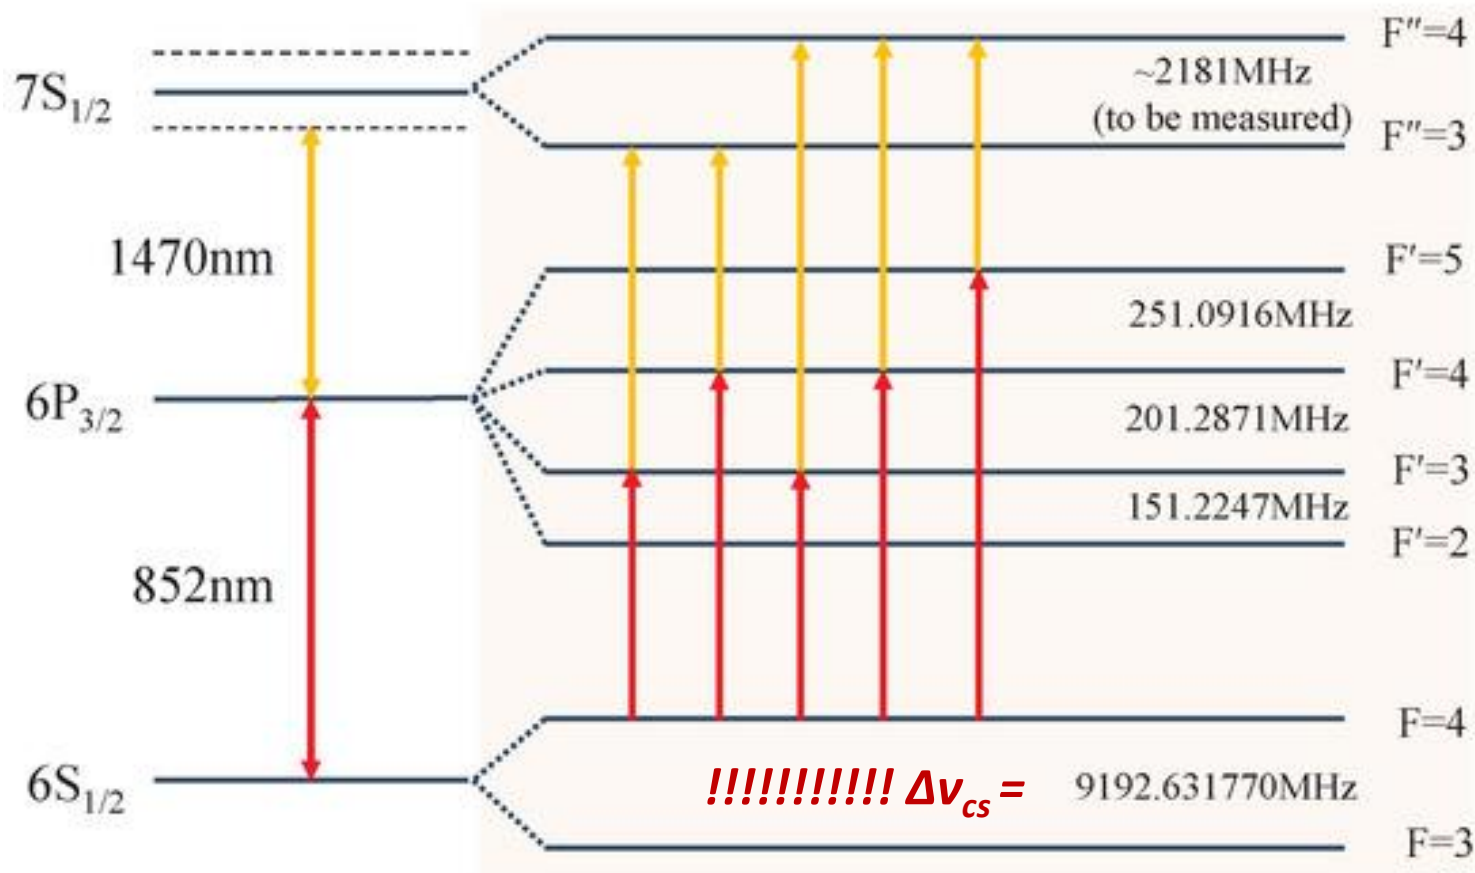 F″=4
7S1/2
~2181MHz
(to be measured)
F″=3
1470nm
F′=5
251.0916MHz
6P3/2
F′=4
201.2871MHz
F′=3
151.2247MHz
F′=2
852nm
F=4
6S1/2
!!!!!!!!!!! Δνcs = 9192.631770MHz
F=3